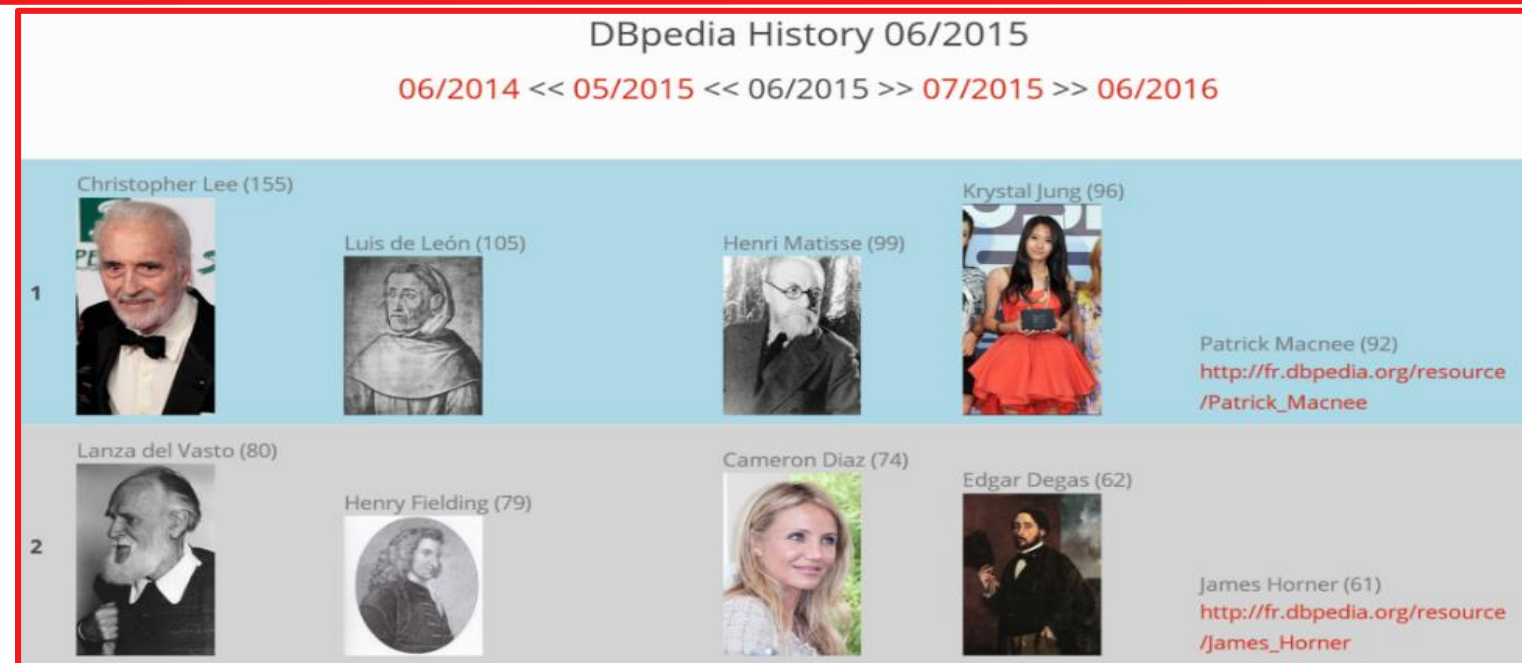 DBpedia History 06/2015
06/2014 << 05/2015 << 06/2015 >> 07/2015 >> 06/2016
1
Christopher Lee (155)
Luis de León (105)
Henri Matisse (99)
Krystal Jung (96)
Patrick Macnee (92)
http://fr.dbpedia.org/resource
/Patrick_Macnee
2
Lanza del Vasto (80)
Henry Fielding (79)
Cameron Diaz (74)
Edgar Degas (62)
James Horner (61)
http://fr.dbpedia.org/resource
/James_Horner